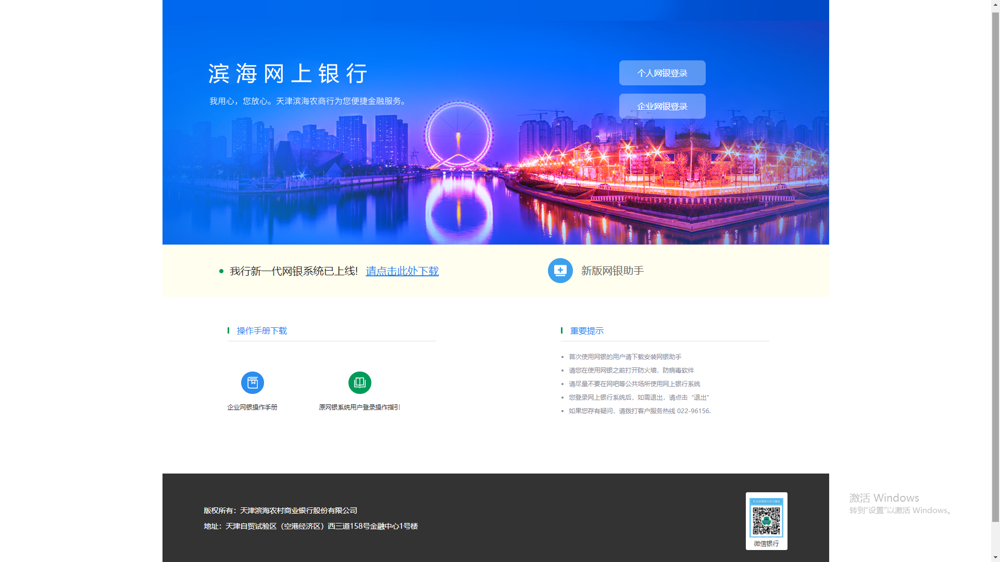 滨海网上银行
我用心，您放心。天津滨海农商行为您便捷金融服务。
个人网银登录
企业网银登录
我行新一代网银系统已上线! 请点击此处下载
新版网银助手
操作手册下载
企业网银操作手册
原网银系统用户登录操作指引
重要提示
首次使用网银的用户请下载安装网银助手
请您在使用网银之前打开防火墙，防病毒软件
请尽量不要在网吧等公共场所使用网上银行系统
您登录网上银行系统后，如需退出，请点击“退出”
如果您存有疑问，请拨打客户服务热线 022-96156.
版权所有：天津滨海农村商业银行股份有限公司
地址：天津自贸试验区（空港经济区）西三道158号金融中心1号楼
微信银行
激活 Windows
转到“设置”以激活 Windows。